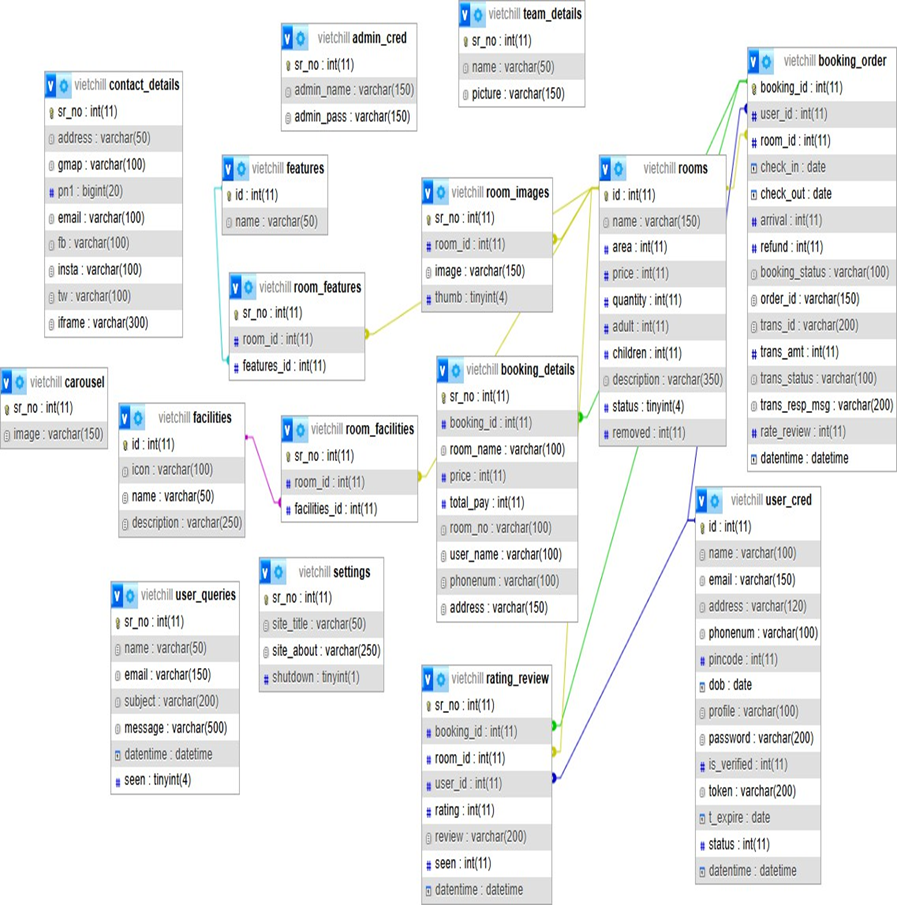 vietchill team_details
sr_no : int(11)
name : varchar(50)
picture : varchar(150)
vietchill admin_cred
sr_no : int(11)
admin_name : varchar(150)
admin_pass : varchar(150)
vietchill booking_order
booking_id : int(11)
user_id : int(11)
room_id : int(11)
check_in : date
check_out : date
arrival : int(11)
refund : int(11)
booking_status : varchar(100)
order_id : varchar(150)
trans_id : varchar(200)
trans_amt : int(11)
trans_status : varchar(100)
trans_resp_msg : varchar(200)
rate_review : int(11)
datentime : datetime
vietchill contact_details
sr_no : int(11)
address : varchar(50)
gmap : varchar(100)
pn1 : bigint(20)
email : varchar(100)
fb : varchar(100)
insta : varchar(100)
tw : varchar(100)
iframe : varchar(300)
vietchill features
id : int(11)
name : varchar(50)
vietchill room_images
sr_no : int(11)
room_id : int(11)
image : varchar(150)
thumb : tinyint(4)
vietchill rooms
id : int(11)
name : varchar(150)
area : int(11)
price : int(11)
quantity : int(11)
adult : int(11)
children : int(11)
description : varchar(350)
status : tinyint(4)
removed : int(11)
vietchill room_features
sr_no : int(11)
room_id : int(11)
features_id : int(11)
vietchill carousel
sr_no : int(11)
image : varchar(150)
vietchill facilities
id : int(11)
icon : varchar(100)
name : varchar(50)
description : varchar(250)
vietchill room_facilities
sr_no : int(11)
room_id : int(11)
facilities_id : int(11)
vietchill booking_details
sr_no : int(11)
booking_id : int(11)
room_name : varchar(100)
price : int(11)
total_pay : int(11)
room_no : varchar(100)
user_name : varchar(100)
phonenum : varchar(100)
address : varchar(150)
vietchill user_cred
id : int(11)
name : varchar(100)
email : varchar(150)
address : varchar(120)
phonenum : varchar(100)
pincode : int(11)
dob : date
profile : varchar(100)
password : varchar(200)
is_verified : int(11)
token : varchar(200)
t_expire : date
status : int(11)
datentime : datetime
vietchill user_queries
sr_no : int(11)
name : varchar(50)
email : varchar(150)
subject : varchar(200)
message : varchar(500)
datentime : datetime
seen : tinyint(4)
vietchill settings
sr_no : int(11)
site_title : varchar(50)
site_about : varchar(250)
shutdown : tinyint(1)
vietchill rating_review
sr_no : int(11)
booking_id : int(11)
room_id : int(11)
user_id : int(11)
rating : int(11)
review : varchar(200)
seen : int(11)
datentime : datetime